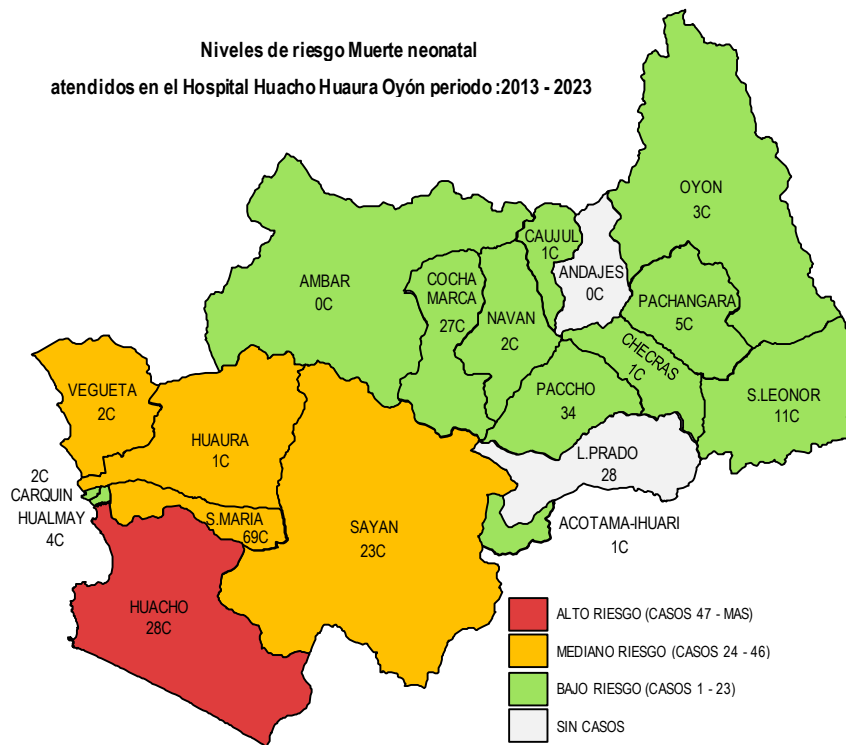 Niveles de riesgo Muerte neonatal
atendidos en el Hospital Huacho Huaura Oyón periodo :2013 - 2023
OYON
3C
CAUJUL
1C
ANDAJES
0C
AMBAR
0C
COCHA
MARCA
27C
NAVAN
2C
PACHANGARA
5C
CHECRAS
1C
VEGUETA
2C
PACCHO
34
S.LEONOR
11C
HUAURA
1C
L.PRADO
28
2C
CARQUIN
HUALMAY
4C
S.MARIA
69C
SAYAN
23C
ACOTAMA-IHUARI
1C
HUACHO
28C
ALTO RIESGO (CASOS 47 - MAS)
MEDIANO RIESGO (CASOS 24 - 46)
BAJO RIESGO (CASOS 1 - 23)
SIN CASOS